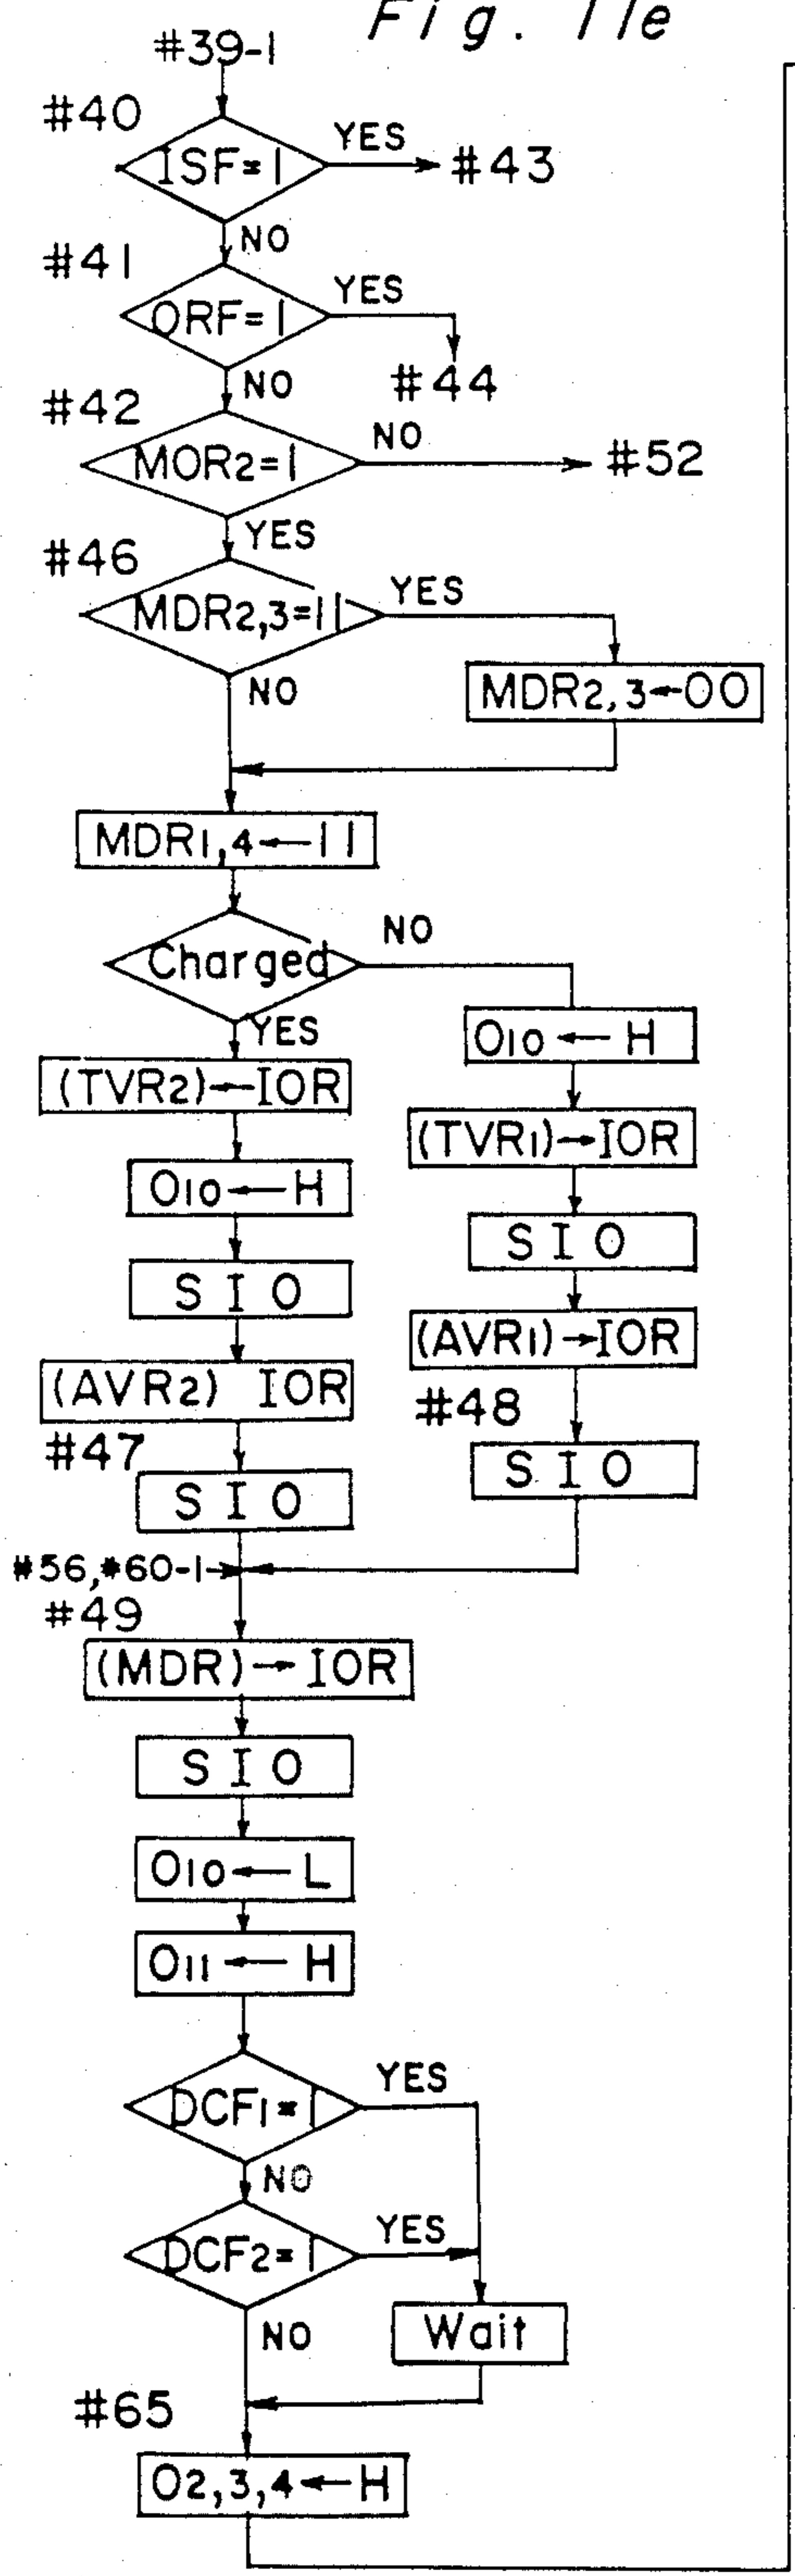 Fig. 11e
#39-1
#40
ISF=1
YES
#43
NO
#41
ORF=1
YES
#44
NO
#42
MOR2=1
NO
#52
YES
#46
MDR2,3=11
YES
NO
MDR2,3←00
MDR1,4←11
Charged
NO
YES
(TVR2)←IOR
O10←H
O10←H
(TVR1)→IOR
SIO
SIO
(AVR2) IOR
(AVR1)→IOR
#47
#48
SIO
SIO
#56,#60-1
#49
(MDR)→IOR
SIO
O10←L
O11←H
DCF1=1
YES
NO
DCF2=1
YES
NO
Wait
#65
O2,3,4←H